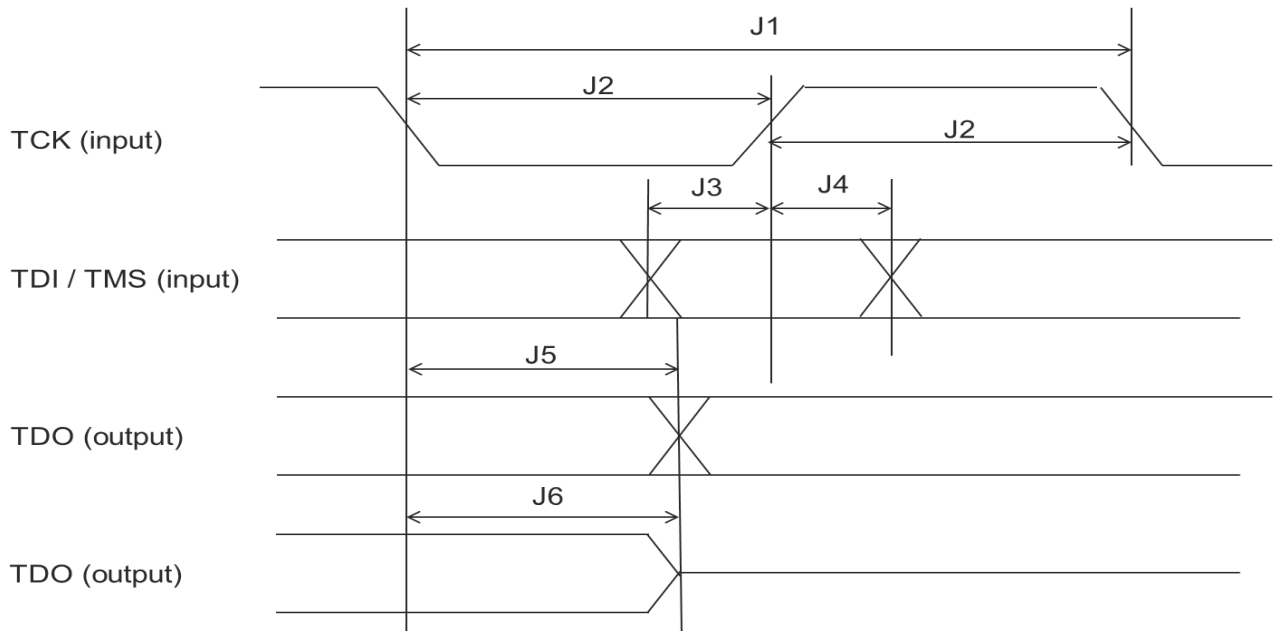 J1
J2
TCK (input)
J2
J3
J4
TDI / TMS (input)
J5
TDO (output)
J6
TDO (output)